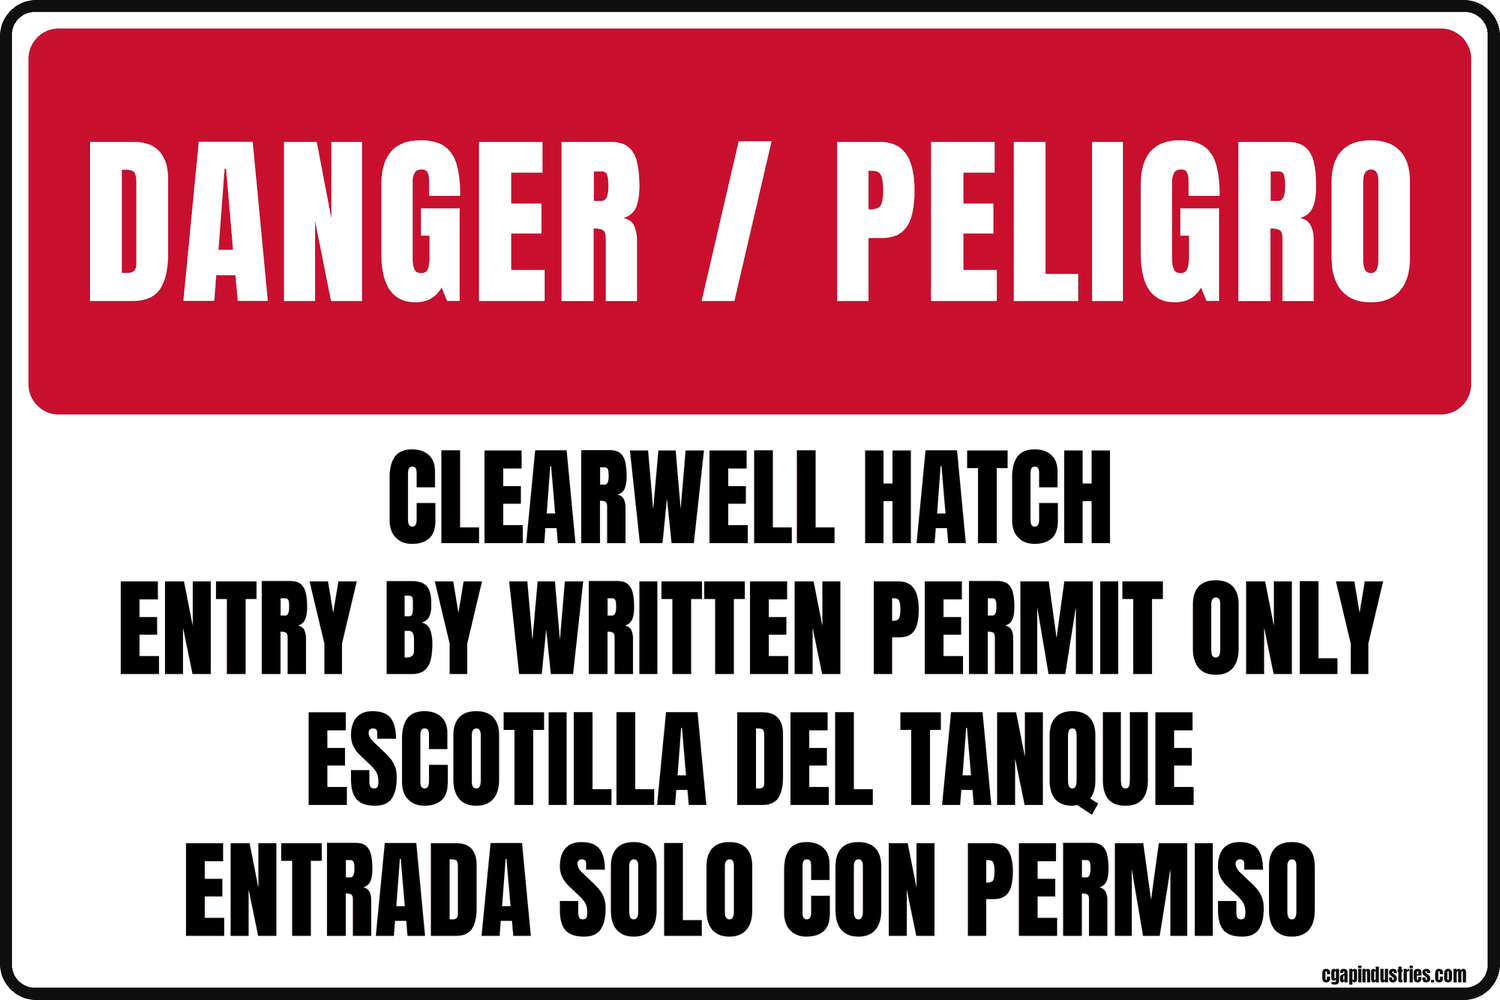 DANGER / PELIGRO
CLEARWELL HATCH
ENTRY BY WRITTEN PERMIT ONLY
ESCOTILLA DEL TANQUE
ENTRADA SOLO CON PERMISO
cgapindustries.com